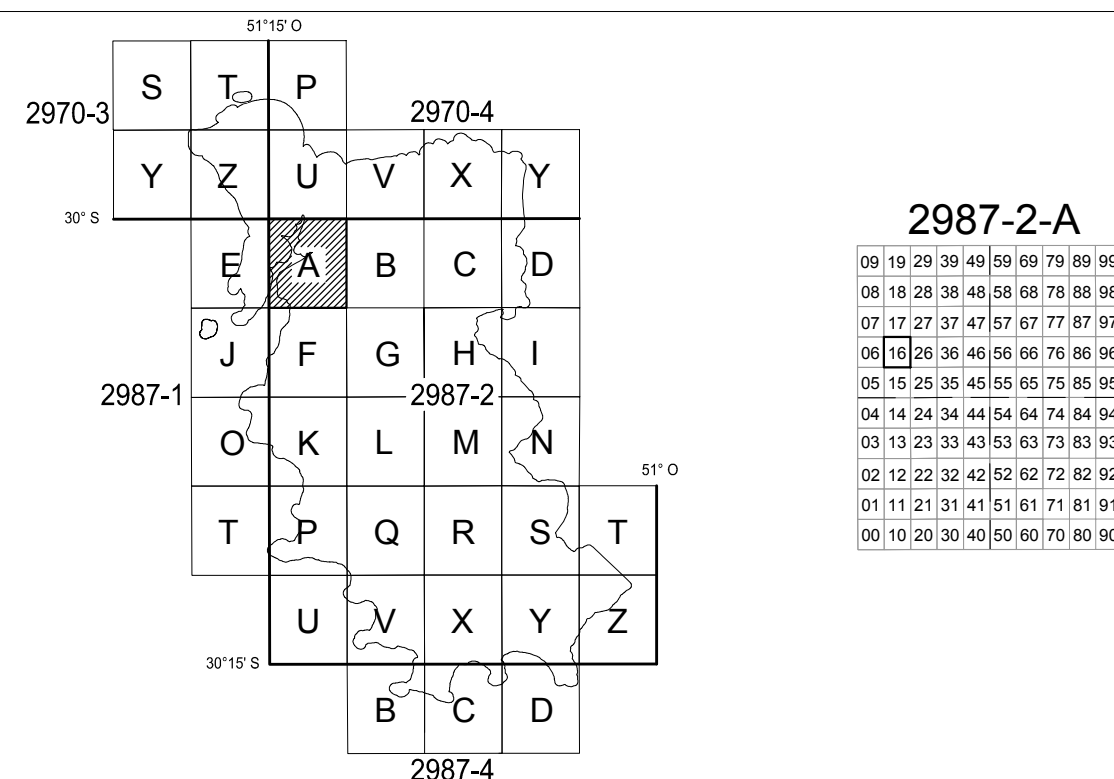 51°15' O
S T P
2970-3 2970-4
Y Z U V X Y
30° S
E A B C D
J F G H I
2987-1 2987-2
O K L M N
51° O
T P Q R S T
U V X Y Z
30°15' S
B C D
2987-4
2987-2-A
09 19 29 39 49 59 69 79 89 99
08 18 28 38 48 58 68 78 88 98
07 17 27 37 47 57 67 77 87 97
06 16 26 36 46 56 66 76 86 96
05 15 25 35 45 55 65 75 85 95
04 14 24 34 44 54 64 74 84 94
03 13 23 33 43 53 63 73 83 93
02 12 22 32 42 52 62 72 82 92
01 11 21 31 41 51 61 71 81 91
00 10 20 30 40 50 60 70 80 90